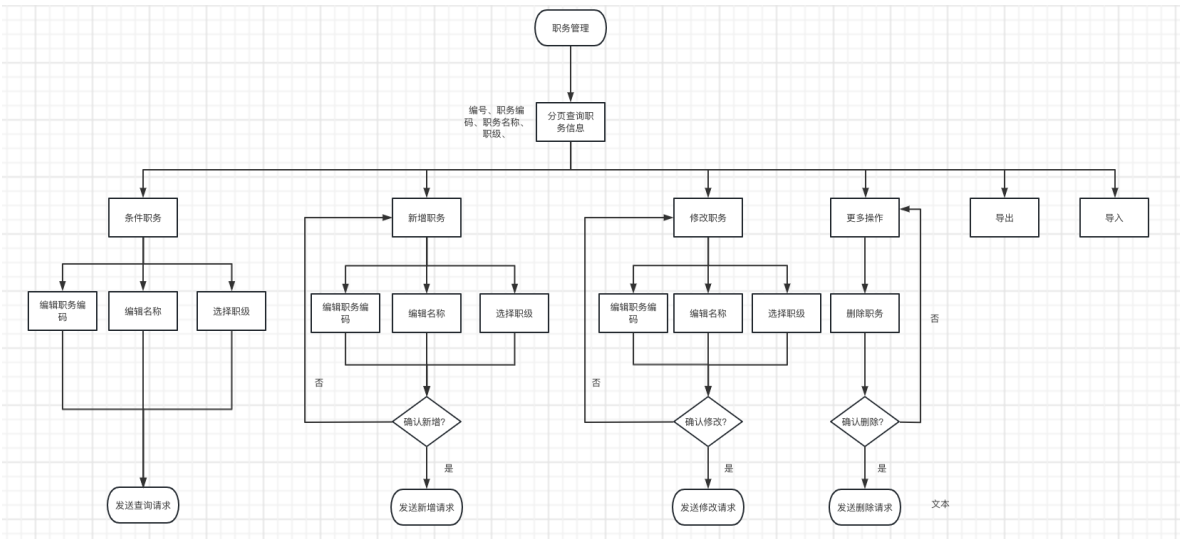 职务管理
编号、职务编
码、职务名称、
职级、
分页查询职
务信息
条件职务
新增职务
修改职务
更多操作
导出
导入
编辑职务编
码
编辑名称
选择职级
编辑职务编
码
编辑名称
选择职级
编辑职务编
码
编辑名称
选择职级
删除职务
否
否
否
确认新增?
确认修改?
确认删除?
是
是
是
发送查询请求
发送新增请求
发送修改请求
发送删除请求
文本